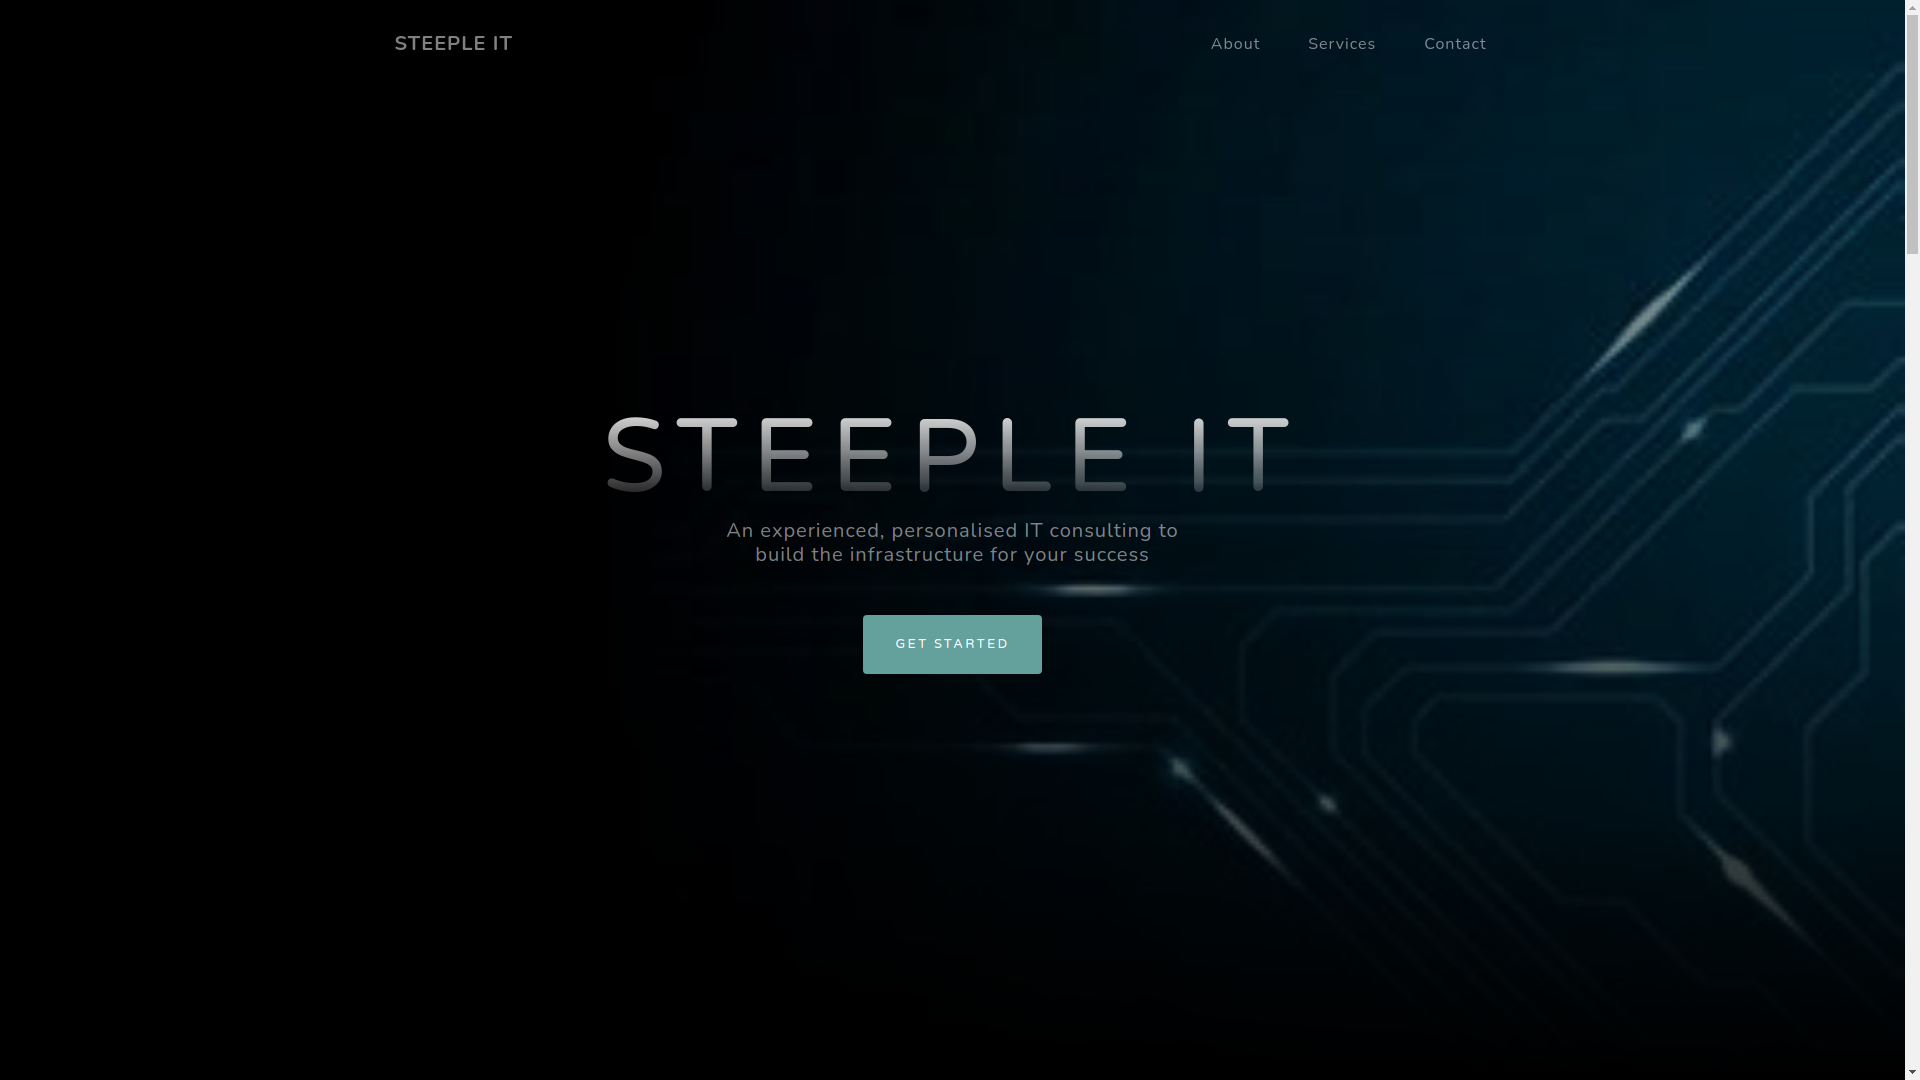 STEEPLE IT
About
Services
Contact
STEEPLE IT
An experienced, personalised IT consulting to
build the infrastructure for your success
GET STARTED